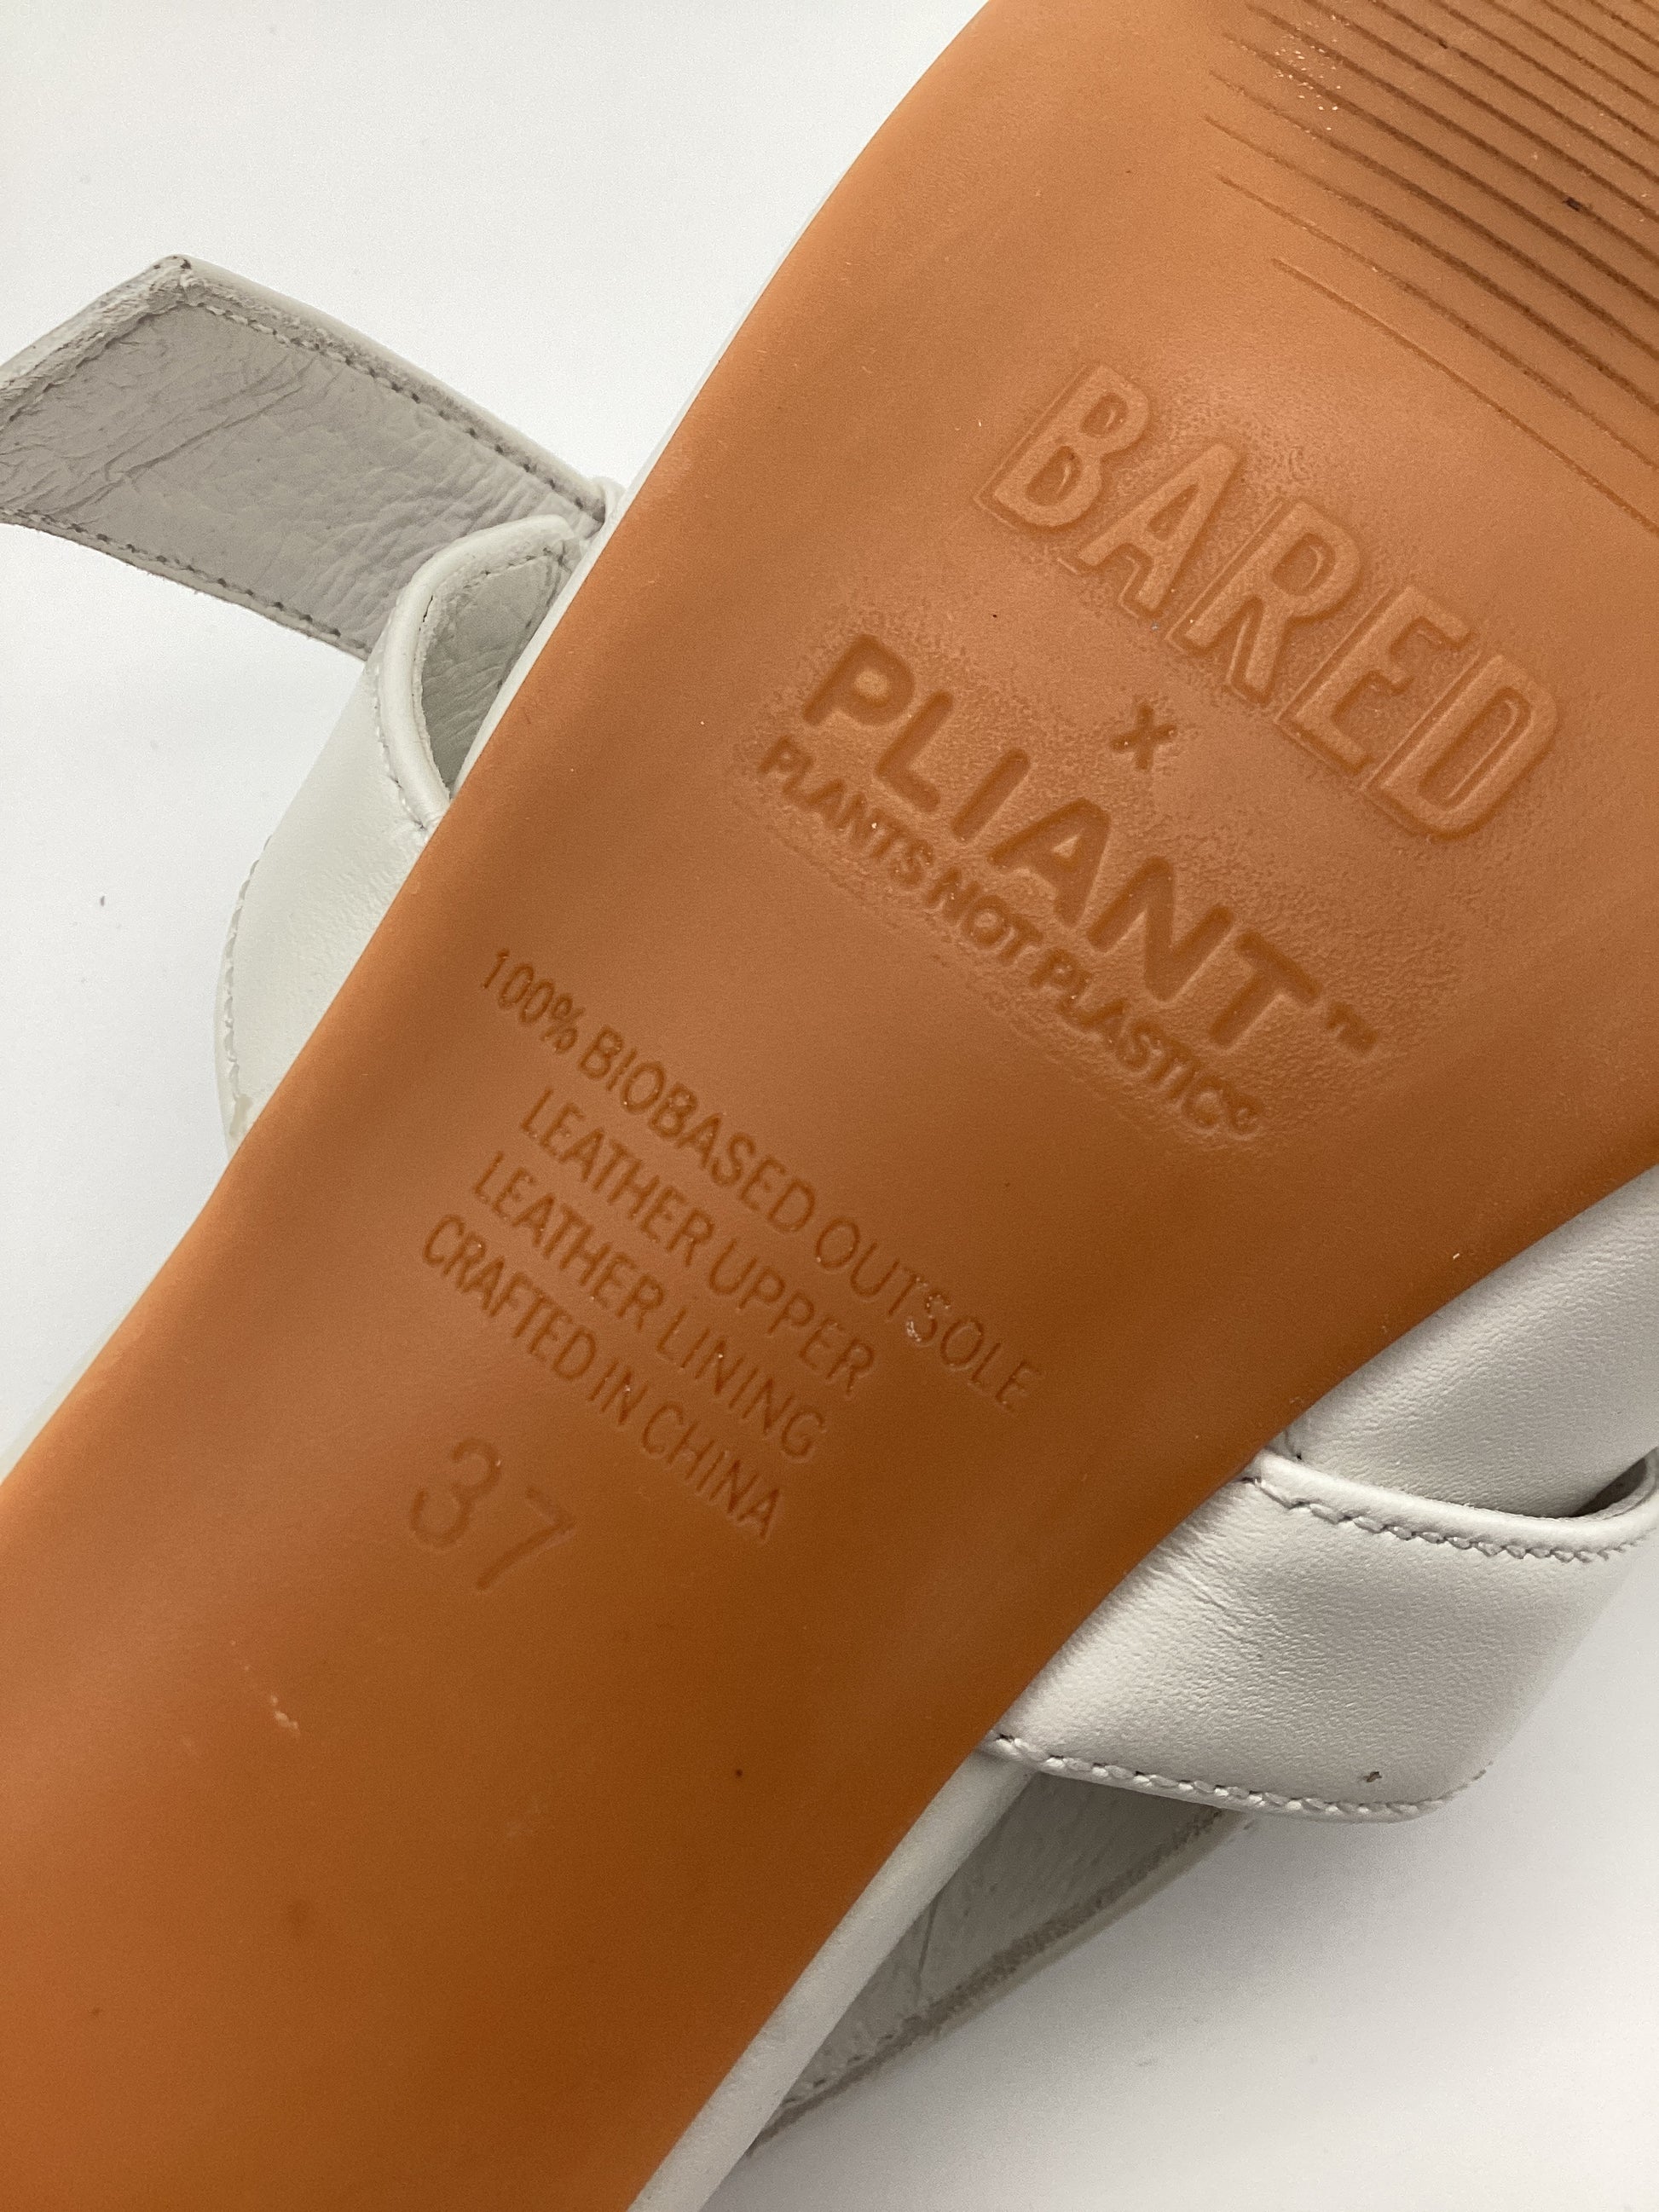 BARED
x
PLIANT™
PLANTS NOT PLASTIC©
100% BIOBASED OUTSOLE
LEATHER UPPER
LEATHER LINING
CRAFTED IN CHINA
37